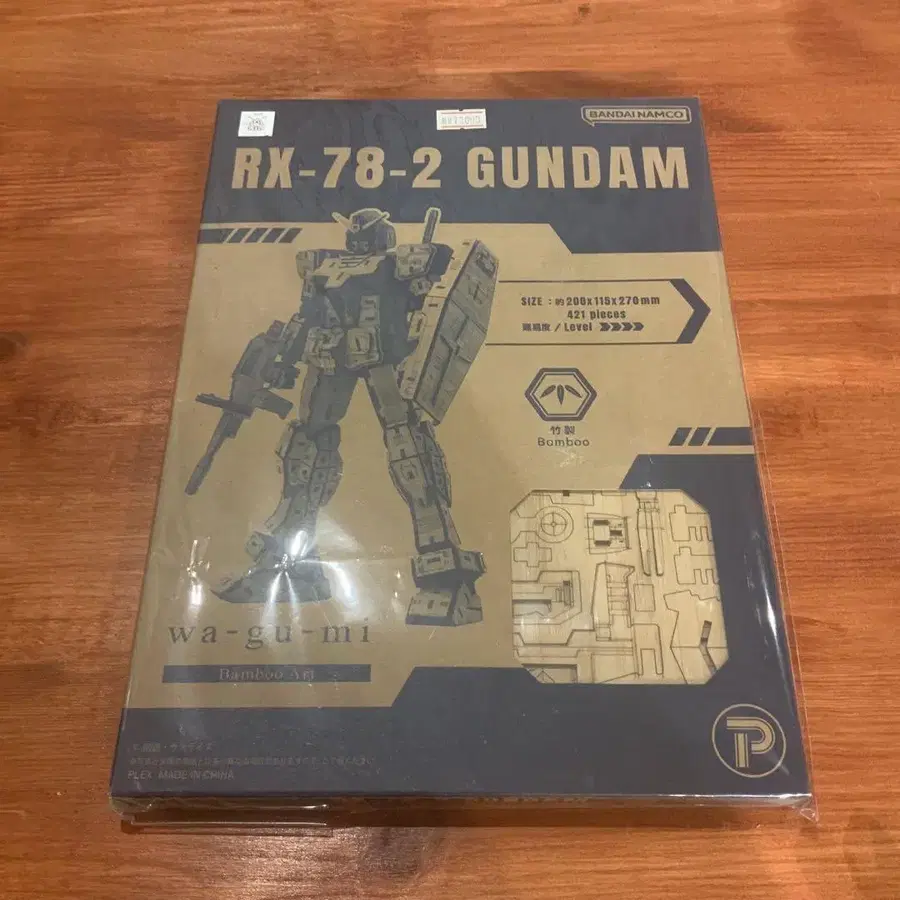 BANDAI NAMCO
RX-78-2 GUNDAM
SIZE : 約200x115x270mm
421 pieces
難易度 / Level
竹製
Bamboo
wa-gu-mi
Bamboo Art
P
PLEX MADE IN CHINA